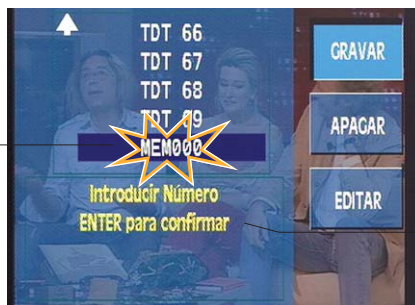 TDT 66
TDT 67
TDT 68
TDT 69
MEM000
Introducir Número
ENTER para confirmar
GRAVAR
APAGAR
EDITAR